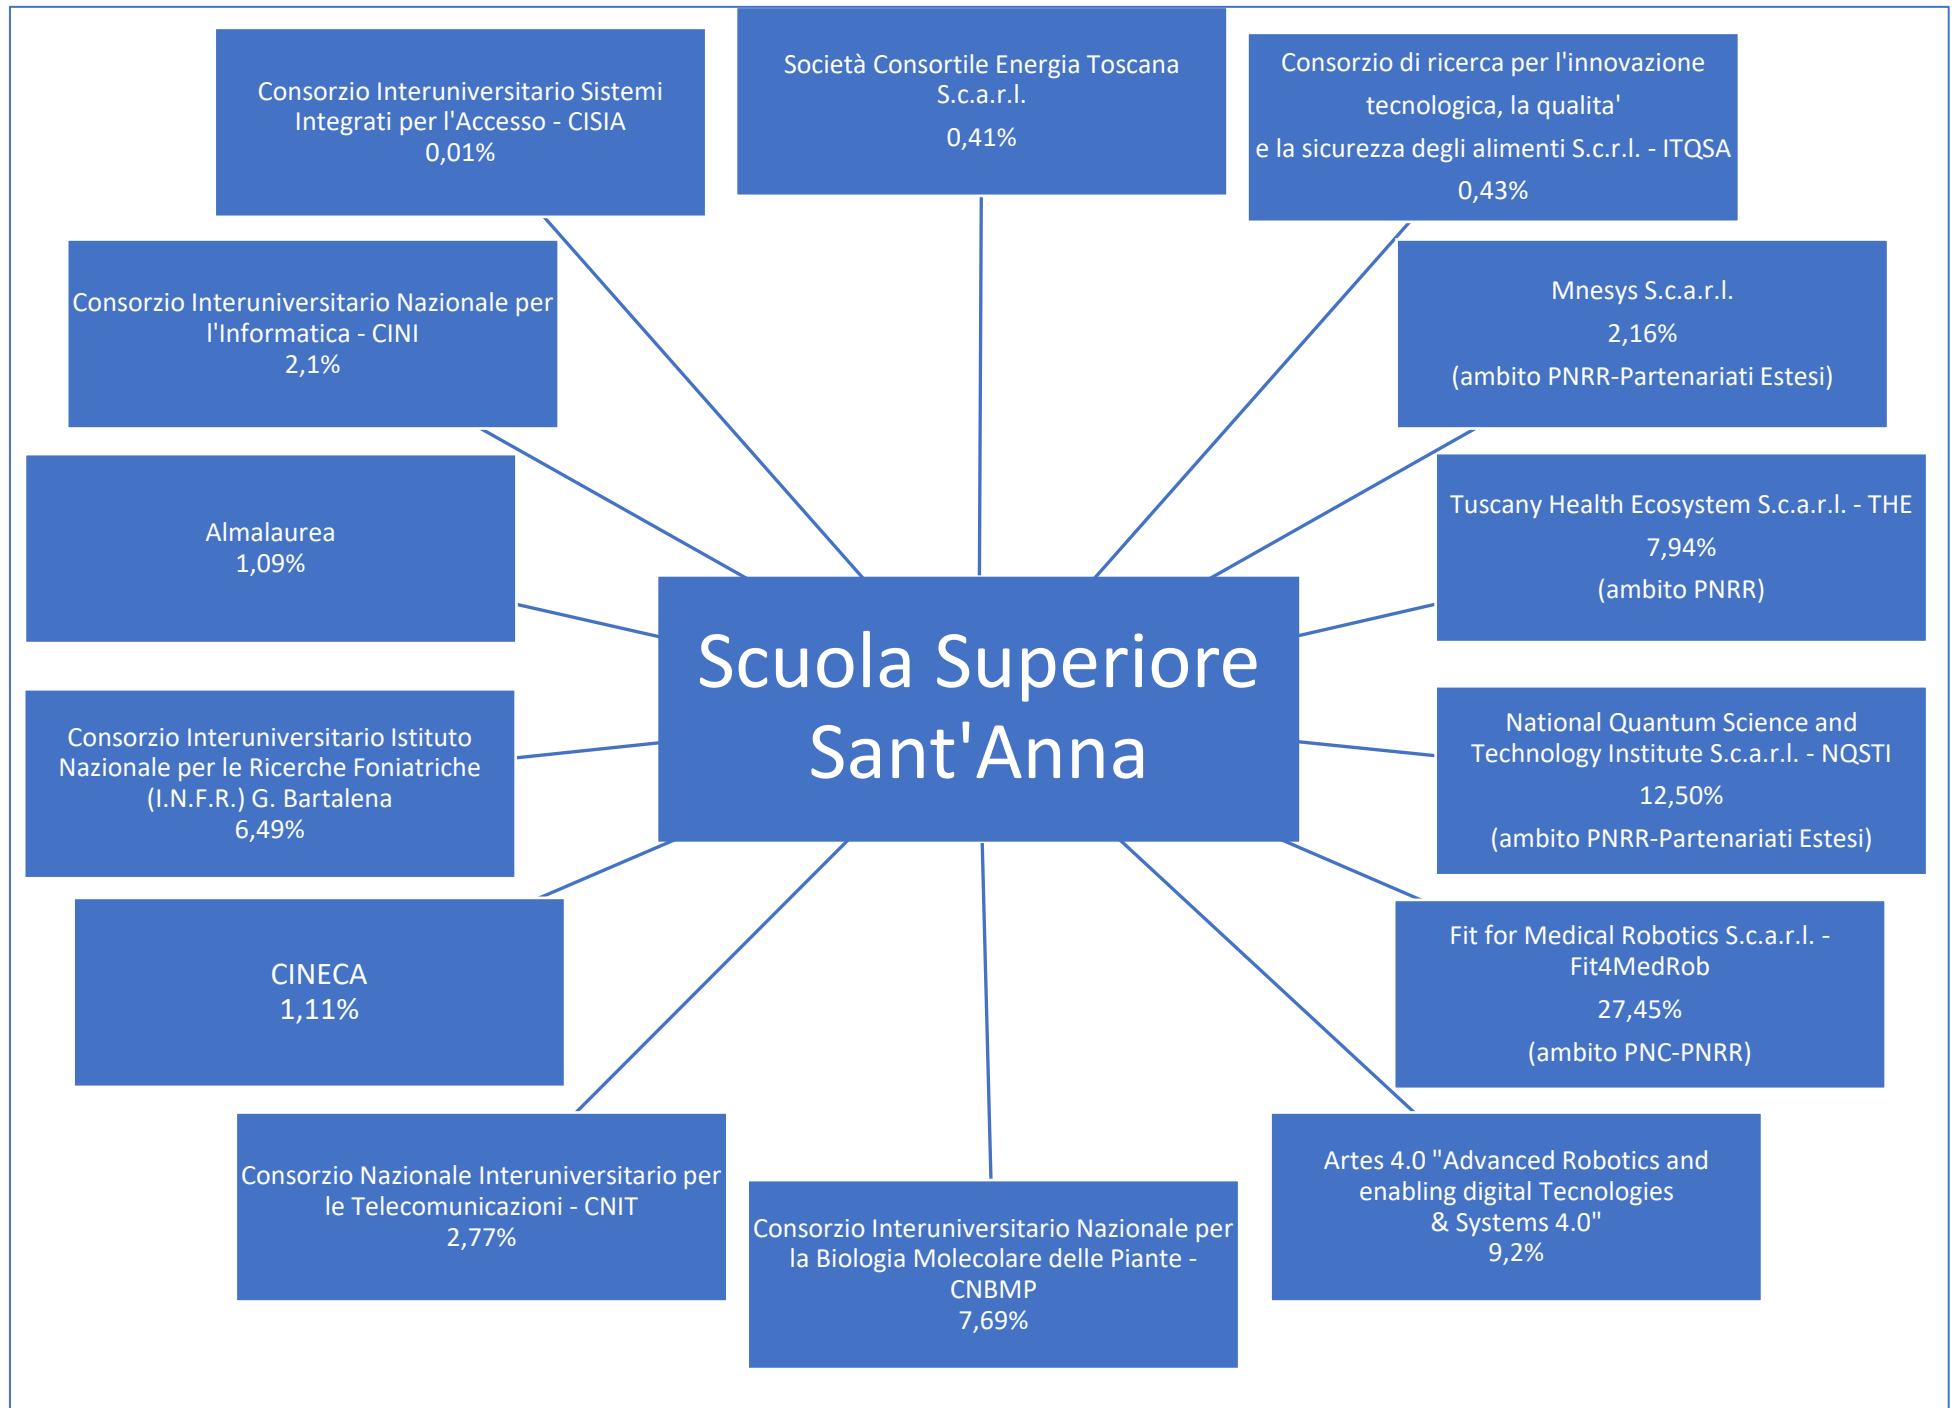 Società Consortile Energia Toscana
S.c.a.r.l.
0,41%
Consorzio di ricerca per l'innovazione
tecnologica, la qualita'
e la sicurezza degli alimenti S.c.r.l. - ITQSA
0,43%
Mnesys S.c.a.r.l.
2,16%
(ambito PNRR-Partenariati Estesi)
Tuscany Health Ecosystem S.c.a.r.l. - THE
7,94%
(ambito PNRR)
National Quantum Science and
Technology Institute S.c.a.r.l. - NQSTI
12,50%
(ambito PNRR-Partenariati Estesi)
Fit for Medical Robotics S.c.a.r.l. -
Fit4MedRob
27,45%
(ambito PNC-PNRR)
Artes 4.0 "Advanced Robotics and
enabling digital Tecnologies
& Systems 4.0"
9,2%
Consorzio Interuniversitario Nazionale per
la Biologia Molecolare delle Piante -
CNBMP
7,69%
Consorzio Nazionale Interuniversitario per
le Telecomunicazioni - CNIT
2,77%
CINECA
1,11%
Consorzio Interuniversitario Istituto
Nazionale per le Ricerche Foniatriche
(I.N.F.R.) G. Bartalena
6,49%
Almalaurea
1,09%
Consorzio Interuniversitario Nazionale per
l'Informatica - CINI
2,1%
Consorzio Interuniversitario Sistemi
Integrati per l'Accesso - CISIA
0,01%
Scuola Superiore
Sant'Anna